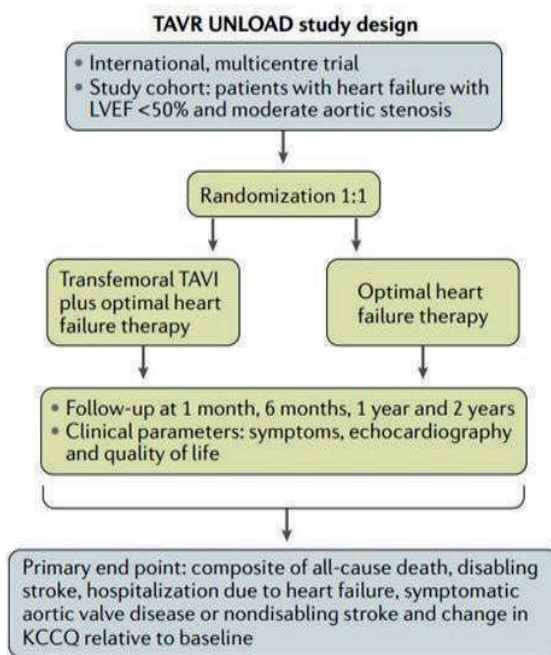 TAVR UNLOAD study design
• International, multicentre trial
• Study cohort: patients with heart failure with
LVEF <50% and moderate aortic stenosis
Randomization 1:1
Transfemoral TAVI
plus optimal heart
failure therapy
Optimal heart
failure therapy
• Follow-up at 1 month, 6 months, 1 year and 2 years
• Clinical parameters: symptoms, echocardiography
and quality of life
Primary end point: composite of all-cause death, disabling
stroke, hospitalization due to heart failure, symptomatic
aortic valve disease or nondisabling stroke and change in
KCCQ relative to baseline